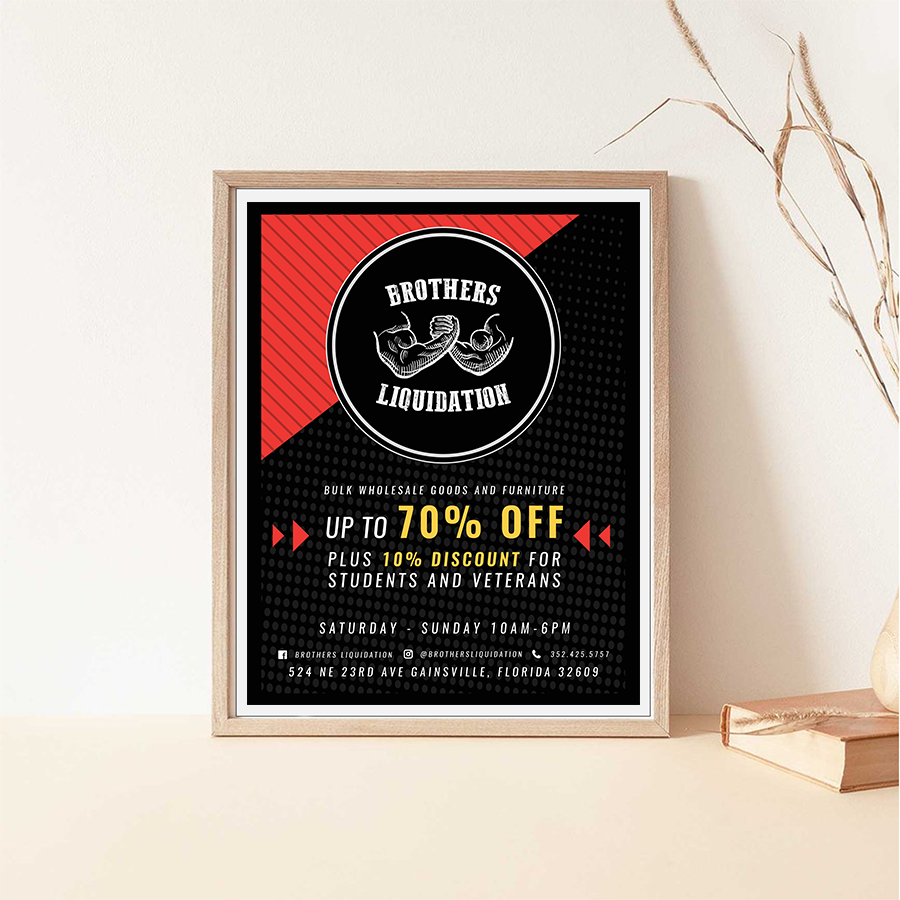 BROTHERS
LIQUIDATION
BULK WHOLESALE GOODS AND FURNITURE
UP TO 70% OFF
PLUS 10% DISCOUNT FOR
STUDENTS AND VETERANS
SATURDAY - SUNDAY 10AM-6PM
BROTHERS LIQUIDATION @BROTHERSLIQUIDATION 352.425.5757
524 NE 23RD AVE GAINSVILLE, FLORIDA 32609